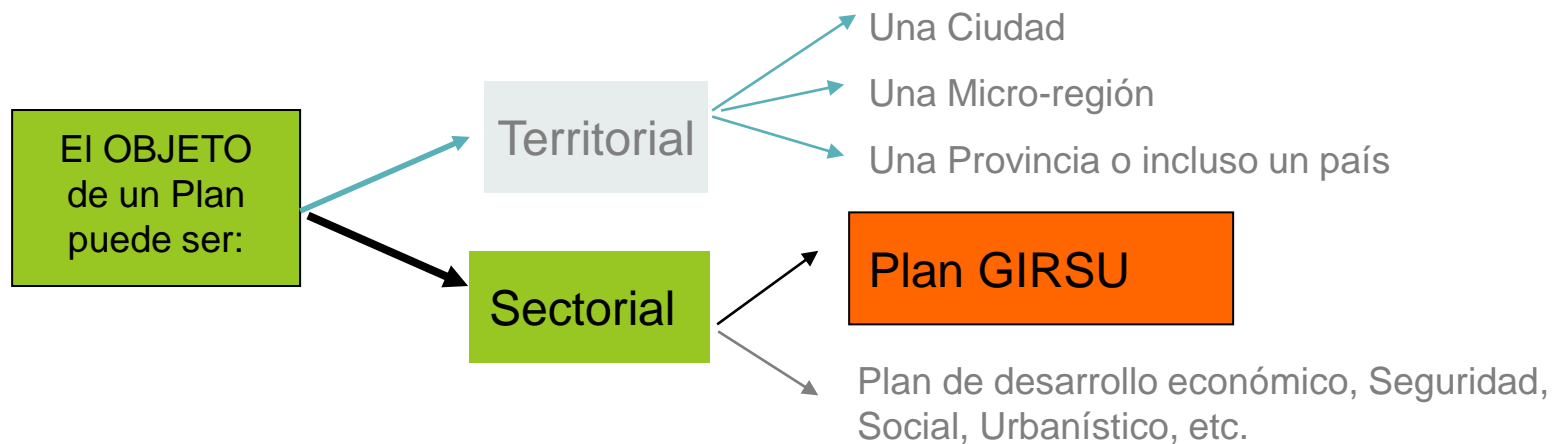 El OBJETO
de un Plan
puede ser:
Territorial
Una Ciudad
Una Micro-región
Una Provincia o incluso un país
Sectorial
Plan GIRSU
Plan de desarrollo económico, Seguridad,
Social, Urbanístico, etc.